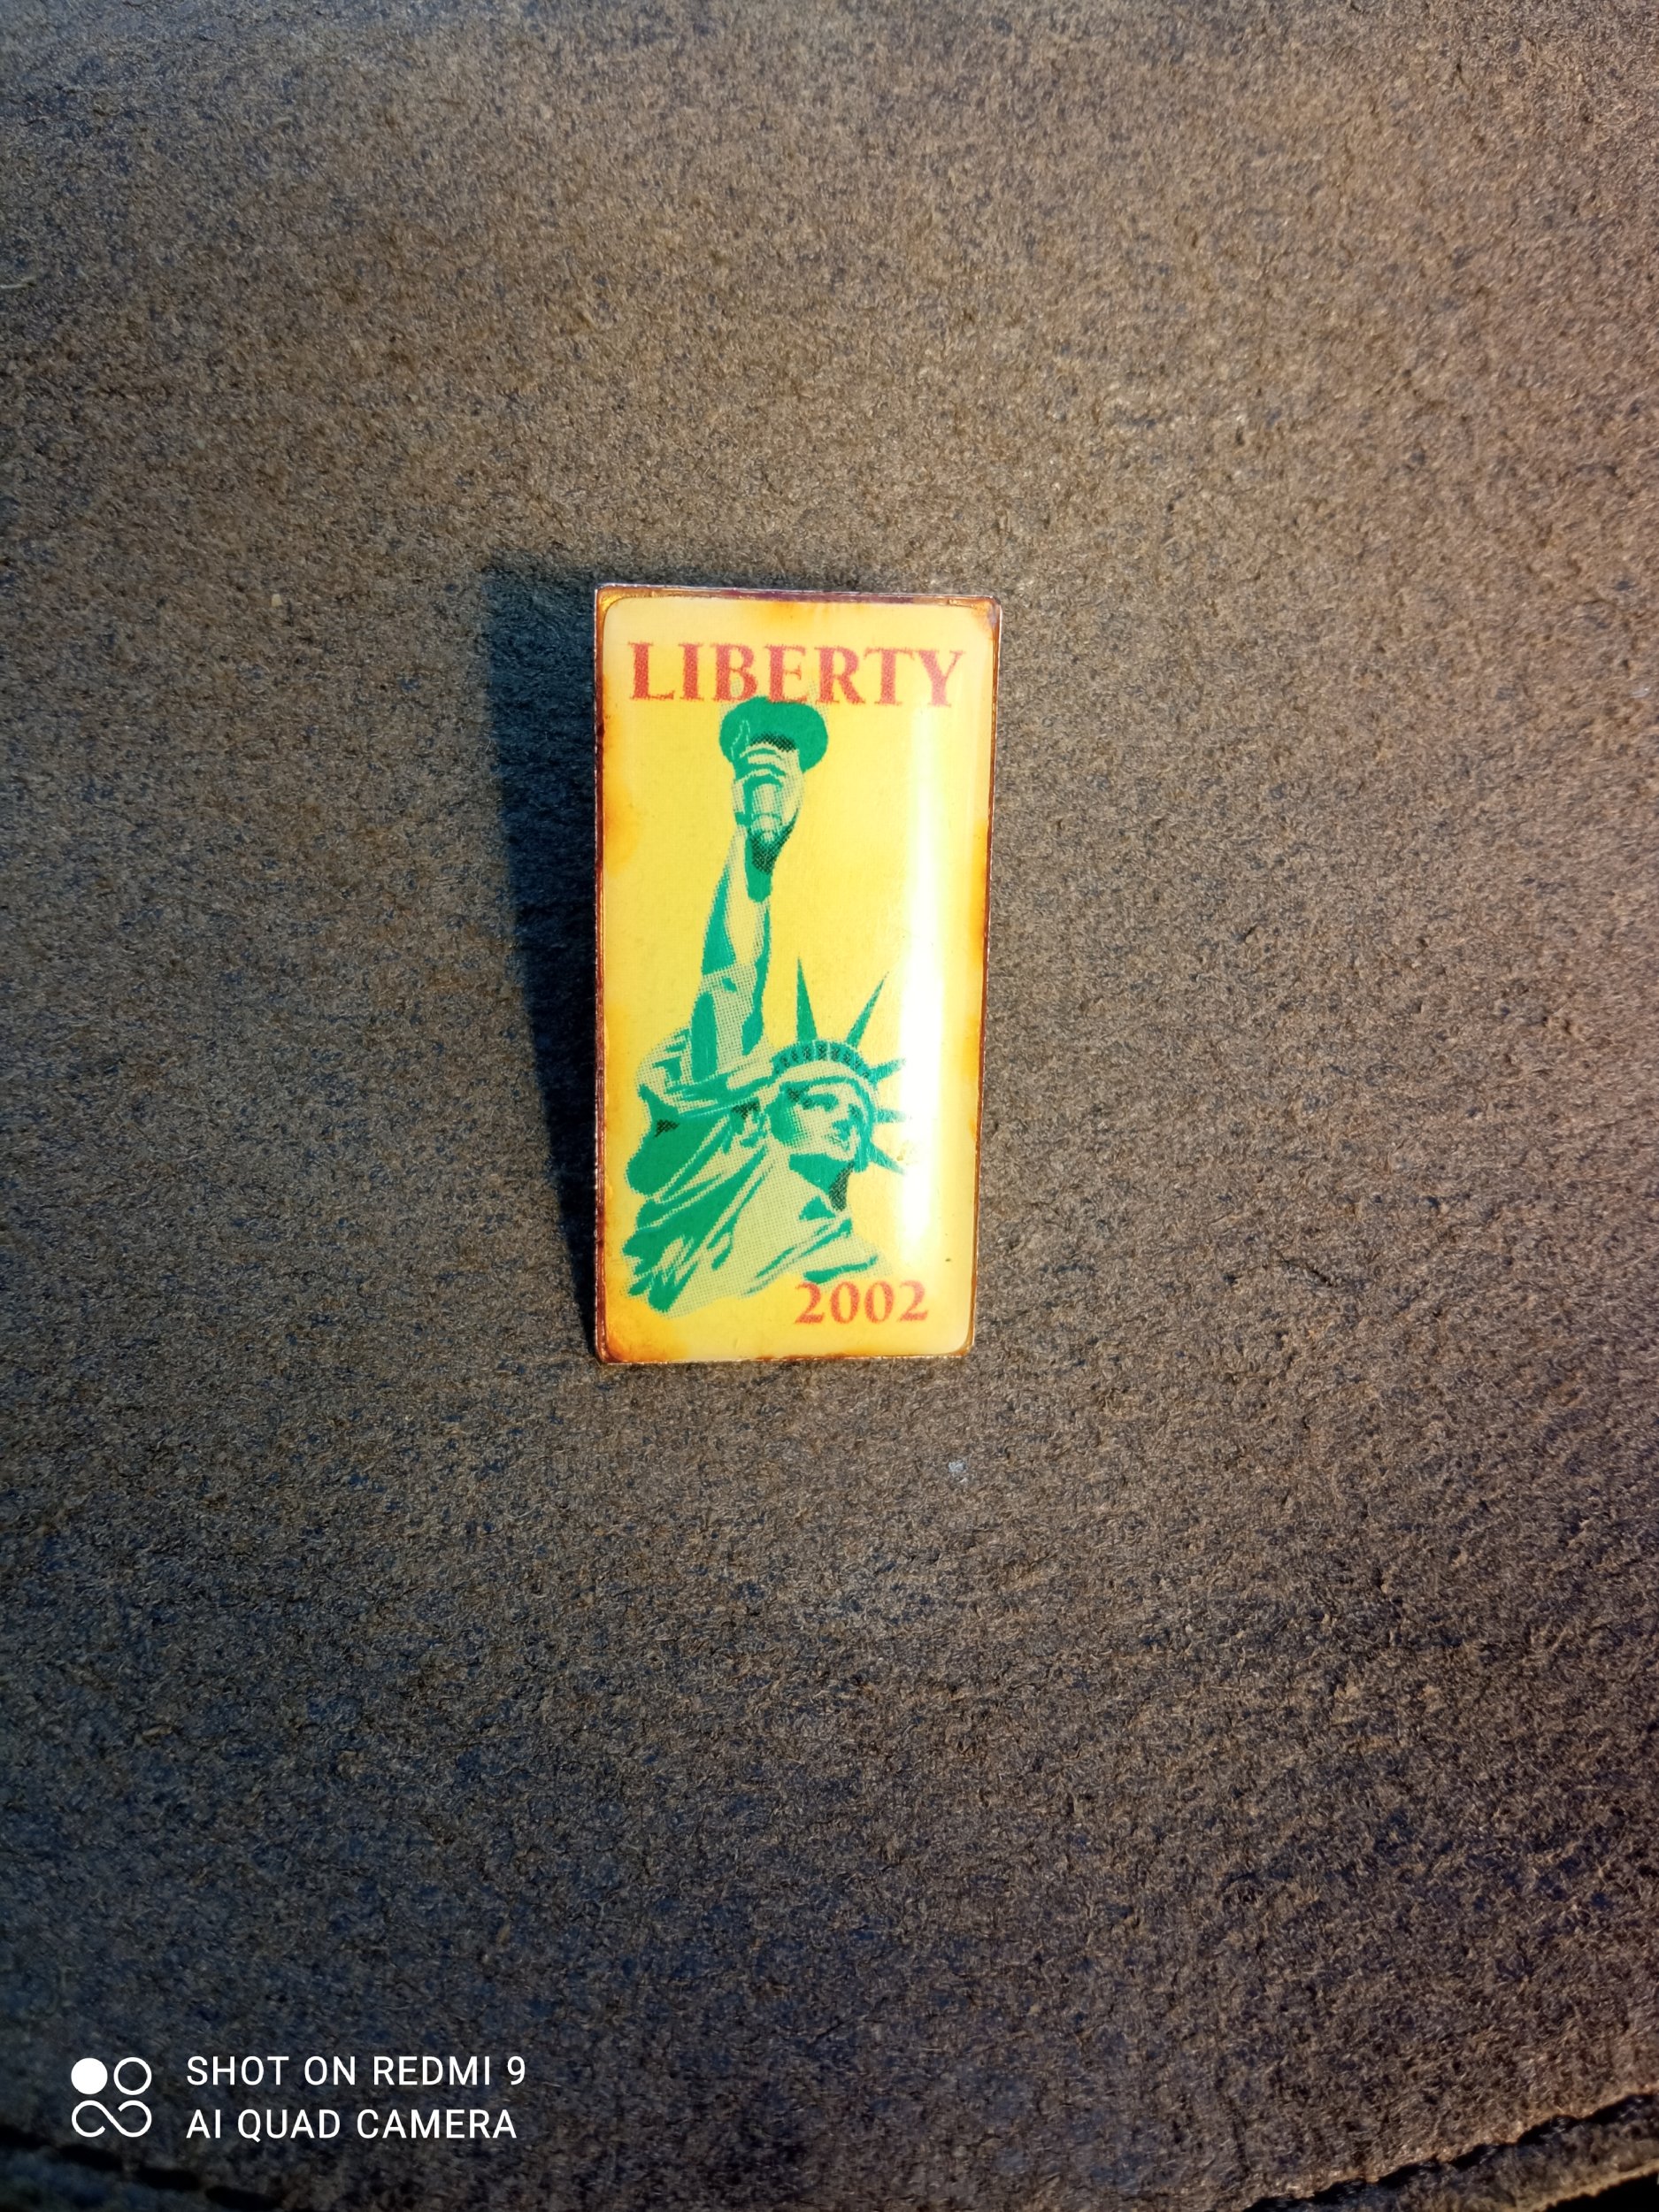 LIBERTY
2002
SHOT ON REDMI 9
AI QUAD CAMERA